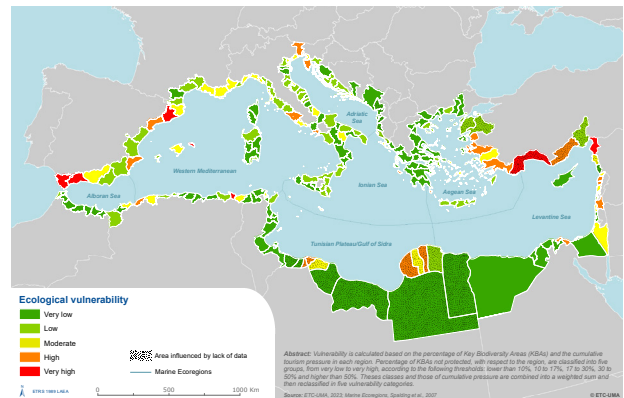 Adriatic
Sea
Western Mediterranean
Ionian Sea
Alboran Sea
Aegean Sea
Levantine Sea
Tunisian Plateau/Gulf of Sidra
Ecological vulnerability
Very low
Low
Moderate
High
Very high
Area influenced by lack of data
Marine Ecoregions
ETRS 1989 LAEA
0 500 1000 Km
Abstract: Vulnerability is calculated based on the percentage of Key Biodiversity Areas (KBAs) and the cumulative
tourism pressure in each region. Percentage of KBAs not protected, with respect to the region, are classified into five
groups, from very low to very high, according to the following thresholds: lower than 10%, 10 to 17%, 17 to 30%, 30 to
50% and higher than 50%. Theses classes and those of cumulative pressure are combined into a weighted sum and
then reclassified in five vulnerability categories.
Source: ETC-UMA, 2023; Marine Ecoregions, Spalding et al., 2007.
© ETC-UMA